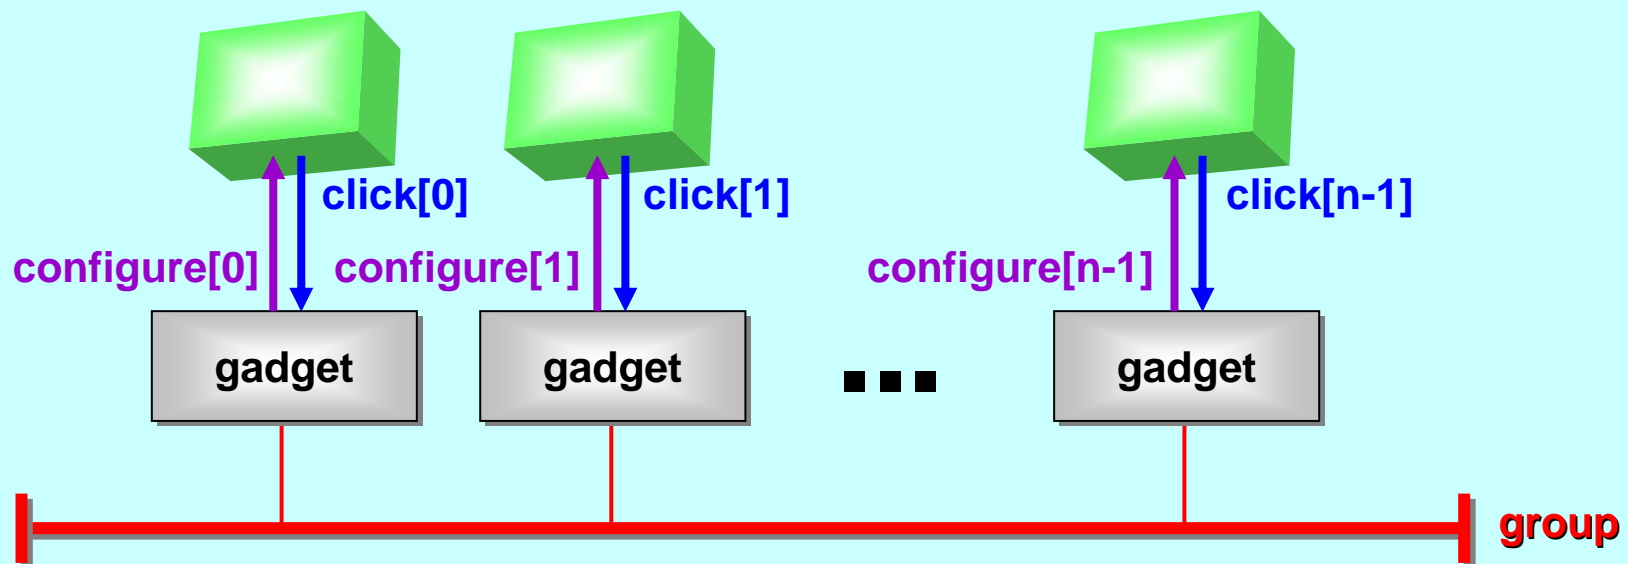 click[0] click[1] click[n-1]
configure[0] configure[1] configure[n-1]
gadget gadget ... gadget
group